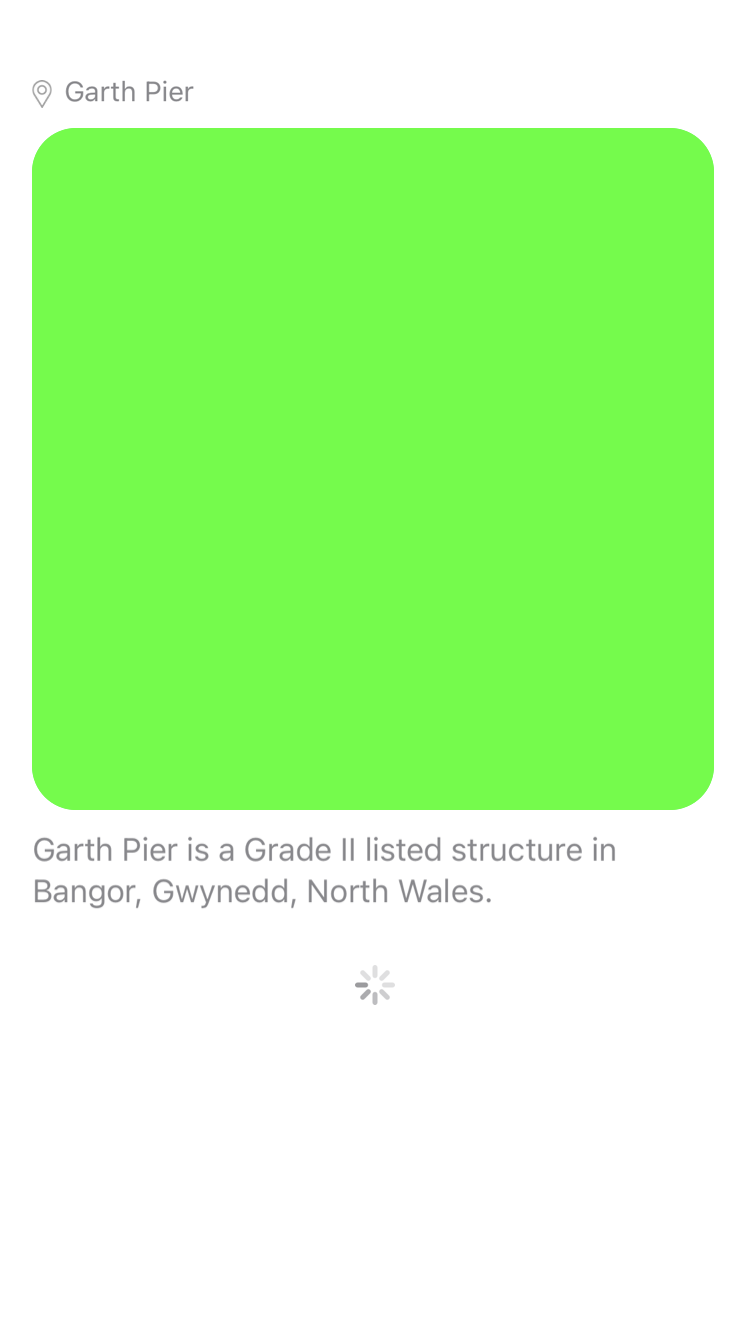 Garth Pier
Garth Pier is a Grade II listed structure in
Bangor, Gwynedd, North Wales.